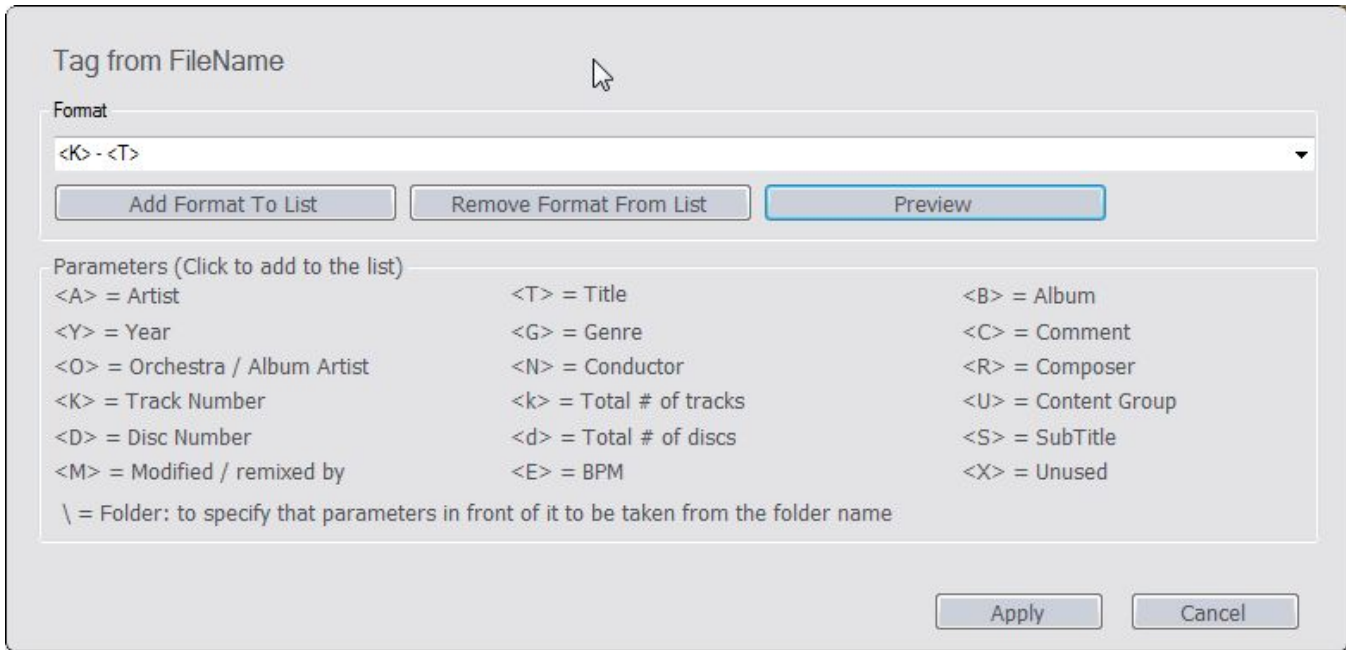 Tag from FileName
Format
<K> - <T>
Add Format To List Remove Format From List Preview
Parameters (Click to add to the list)
<A> = Artist <T> = Title <B> = Album
<Y> = Year <G> = Genre <C> = Comment
<O> = Orchestra / Album Artist <N> = Conductor <R> = Composer
<K> = Track Number <k> = Total # of tracks <U> = Content Group
<D> = Disc Number <d> = Total # of discs <S> = SubTitle
<M> = Modified / remixed by <E> = BPM <X> = Unused
\ = Folder: to specify that parameters in front of it to be taken from the folder name
Apply Cancel